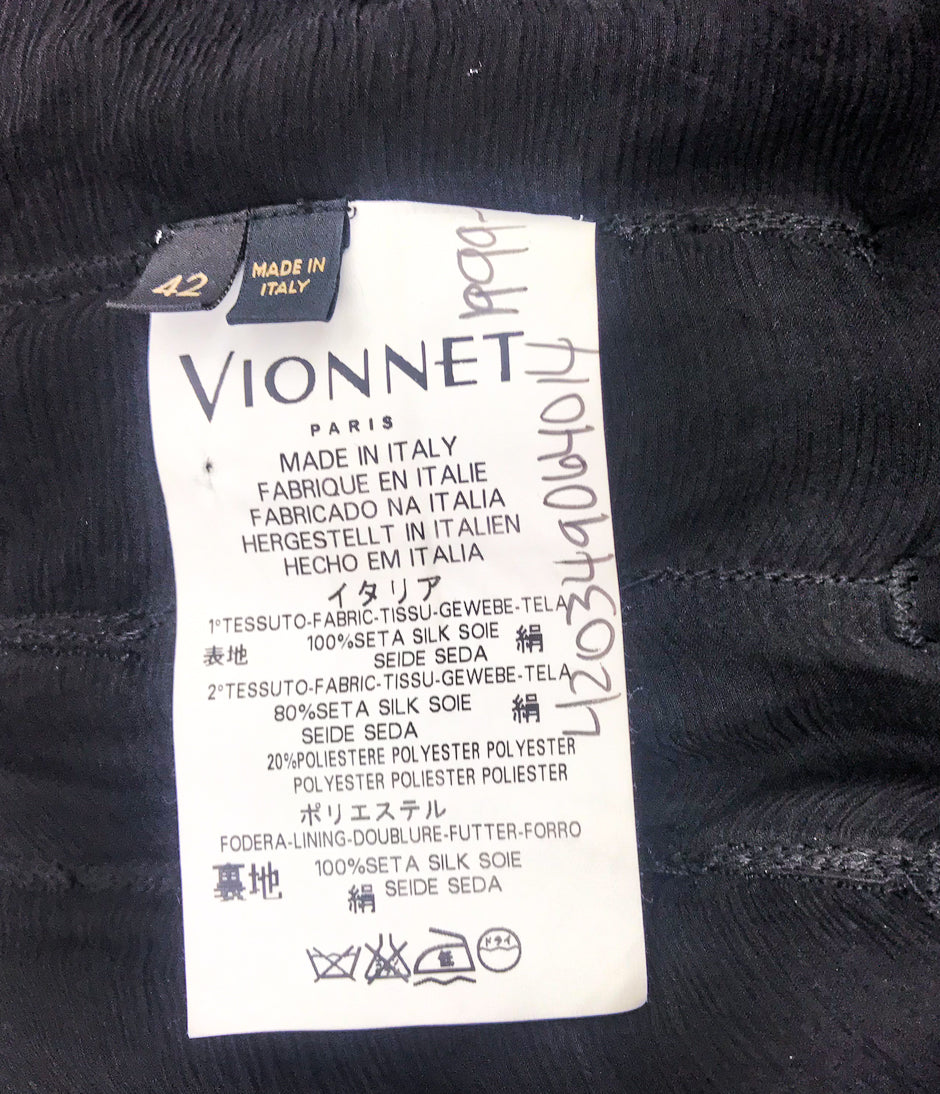 42
MADE IN
ITALY
VIONNET
PARIS
MADE IN ITALY
FABRIQUE EN ITALIE
FABRICADO NA ITALIA
HERGESTELLT IN ITALIEN
HECHO EM ITALIA
イタリア
1°TESSUTO-FABRIC-TISSU-GEWEBE-TELA
表地 100%SETA SILK SOIE 絹
SEIDE SEDA
2°TESSUTO-FABRIC-TISSU-GEWEBE-TELA
80%SETA SILK SOIE 絹
SEIDE SEDA
20%POLIESTERE POLYESTER POLYESTER
POLYESTER POLIESTER POLIESTER
ポリエステル
FODERA-LINING-DOUBLURE-FUTTER-FORRO
裏地 100%SETA SILK SOIE
絹 SEIDE SEDA
低 ドライ
412034906404
1999-